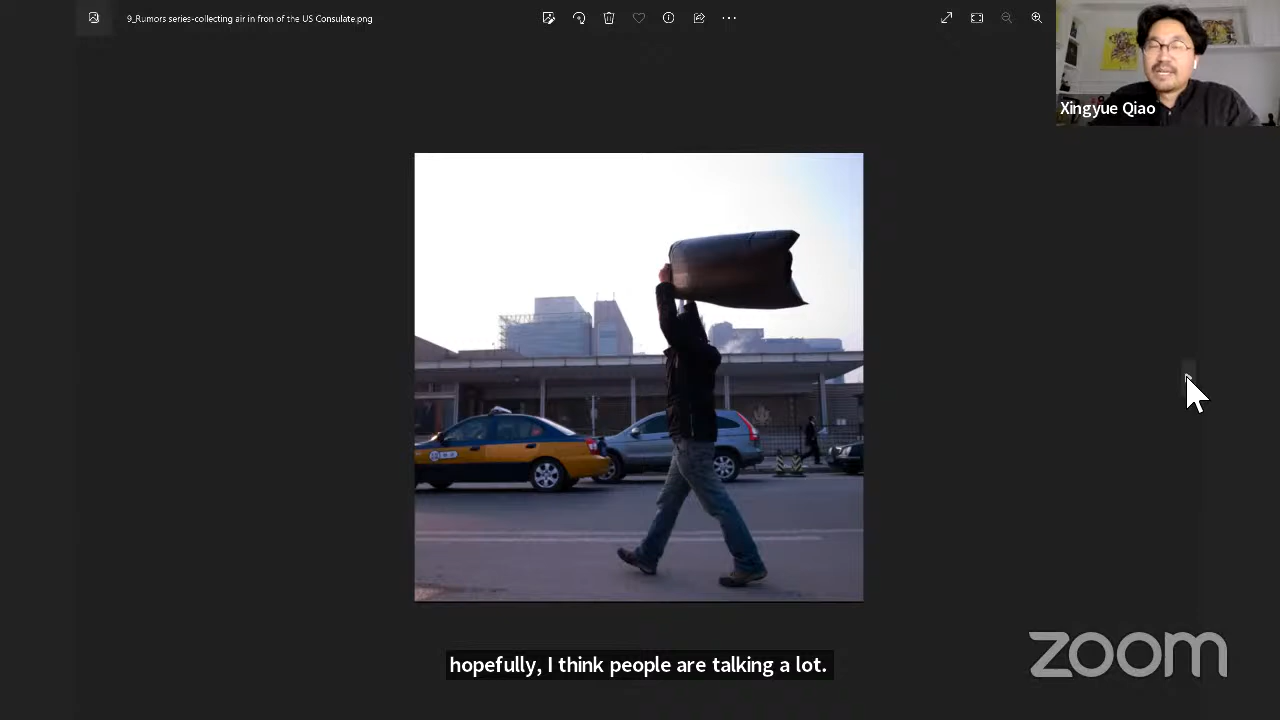 9_Rumors series-collecting air in fron of the US Consulate.png
Xingyue Qiao
hopefully, I think people are talking a lot.
zoom